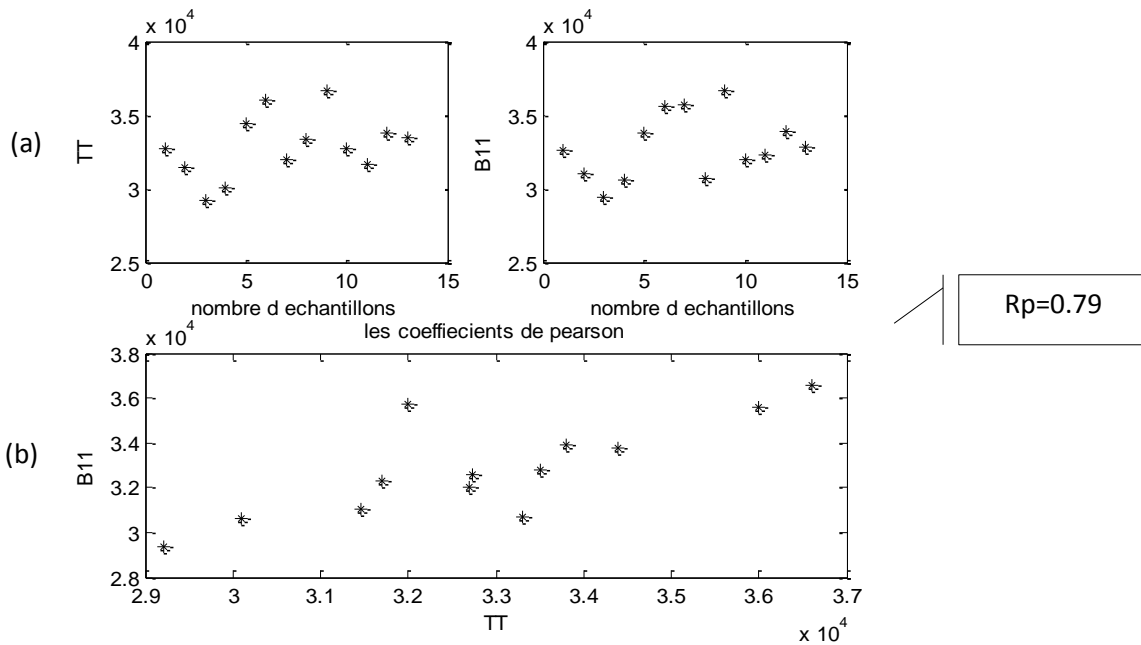 x 10^4
4
3.5
3
2.5
0 5 10 15
TT
nombre d echantillons
(a)
x 10^4
4
3.5
3
2.5
0 5 10 15
B11
nombre d echantillons
Rp=0.79
les coeffiecients de pearson
x 10^4
3.8
3.6
3.4
3.2
3
2.8
B11
(b)
2.9 3 3.1 3.2 3.3 3.4 3.5 3.6 3.7
TT
x 10^4